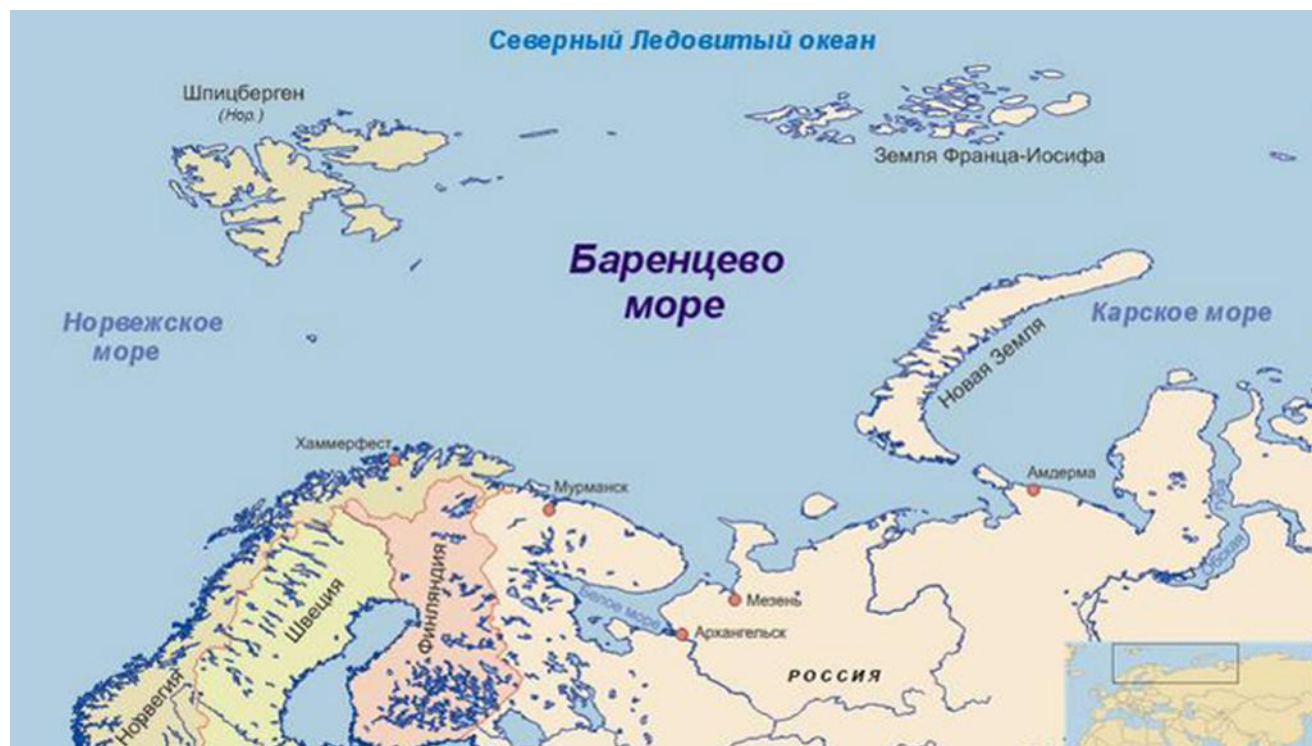 Северный Ледовитый океан
Шпицберген
(Нор.)
Земля Франца-Иосифа
Баренцево
море
Норвежское
море
Карское море
Новая Земля
Хаммерфест
Амдерма
Мурманск
Финляндия
Швеция
Обская
Белое море
Мезень
Архангельск
РОССИЯ
Норвегия